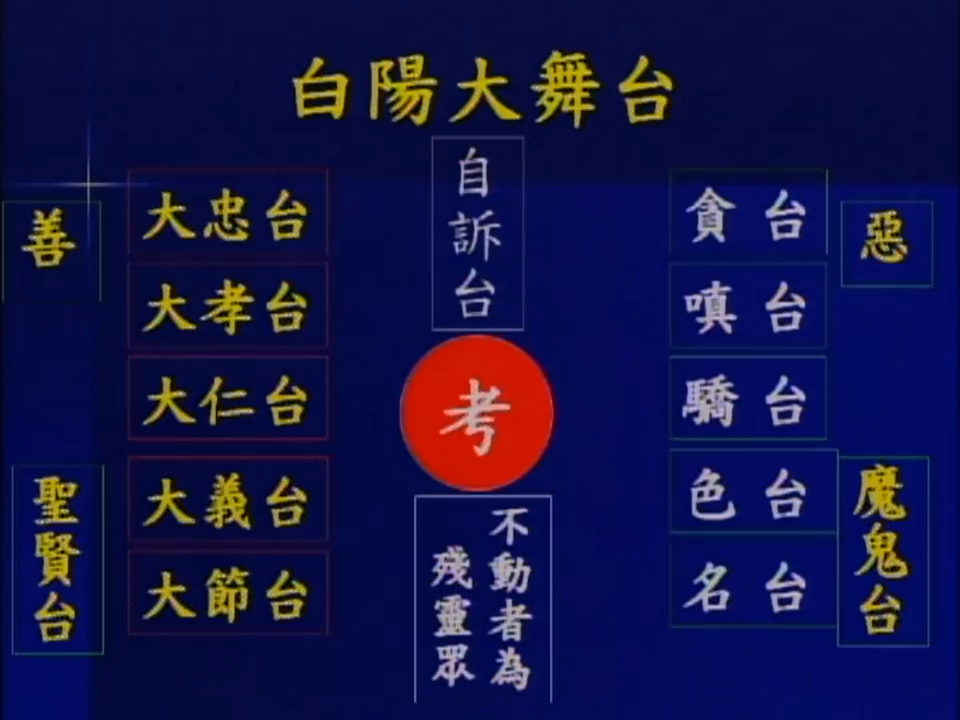 白陽大舞台
善
聖賢台
大忠台
大孝台
大仁台
大義台
大節台
自訴台
考
不動者為
殘靈眾
貪台
嗔台
驕台
色台
名台
惡
魔鬼台